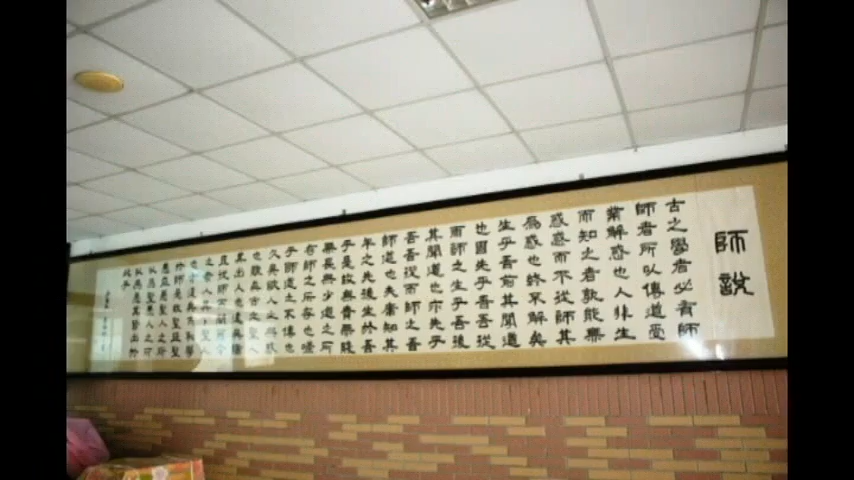 師說
古之學者必有師
師者所以傳道受
業解惑也人非生
而知之者孰能無
惑惑而不從師其
為惑也終不解矣
生乎吾前其聞道
也固先乎吾吾從
而師之生乎吾後
其聞道也亦先乎
吾吾從而師之吾
師道也夫庸知其
年之先後生於吾
乎是故無貴無賤
無長無少道之所
存師之所存也嗟
乎師道之不傳也
久矣欲人之無惑
也難矣古之聖人
其出人也遠矣猶
且從師而問焉今
之眾人其下聖人
也亦遠矣而恥學
於師是故聖益聖
愚益愚聖人之所
以為聖愚人之所
以為愚其皆出於
此乎